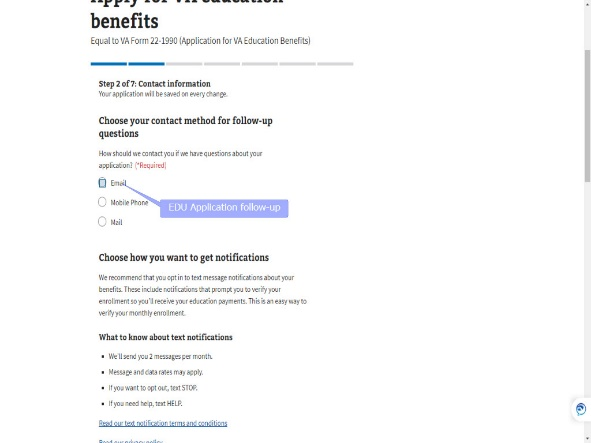 Apply for VA education
benefits
Equal to VA Form 22-1990 (Application for VA Education Benefits)
Step 2 of 7: Contact information
Your application will be saved on every change.
Choose your contact method for follow-up
questions
How should we contact you if we have questions about your
application? (*Required)
Email
Mobile Phone
EDU Application follow-up
Mail
Choose how you want to get notifications
We recommend that you opt in to text message notifications about your
benefits. These include notifications that prompt you to verify your
enrollment so you'll receive your education payments. This is an easy way to
verify your monthly enrollment.
What to know about text notifications
We'll send you 2 messages per month.
Message and data rates may apply.
If you want to opt out, text STOP.
If you need help, text HELP.
Read our text notification terms and conditions
Read our privacy policy